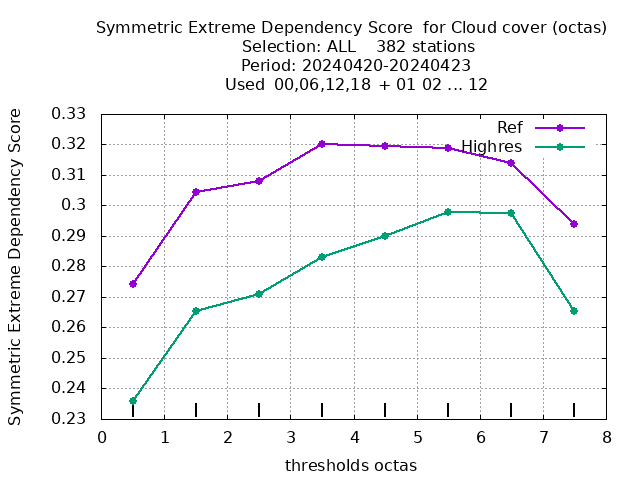 Symmetric Extreme Dependency Score for Cloud cover (octas)
Selection: ALL 382 stations
Period: 20240420-20240423
Used 00,06,12,18 + 01 02 ... 12
Symmetric Extreme Dependency Score
0.33
0.32
0.31
0.3
0.29
0.28
0.27
0.26
0.25
0.24
0.23
Ref
Highres
0 1 2 3 4 5 6 7 8
thresholds octas